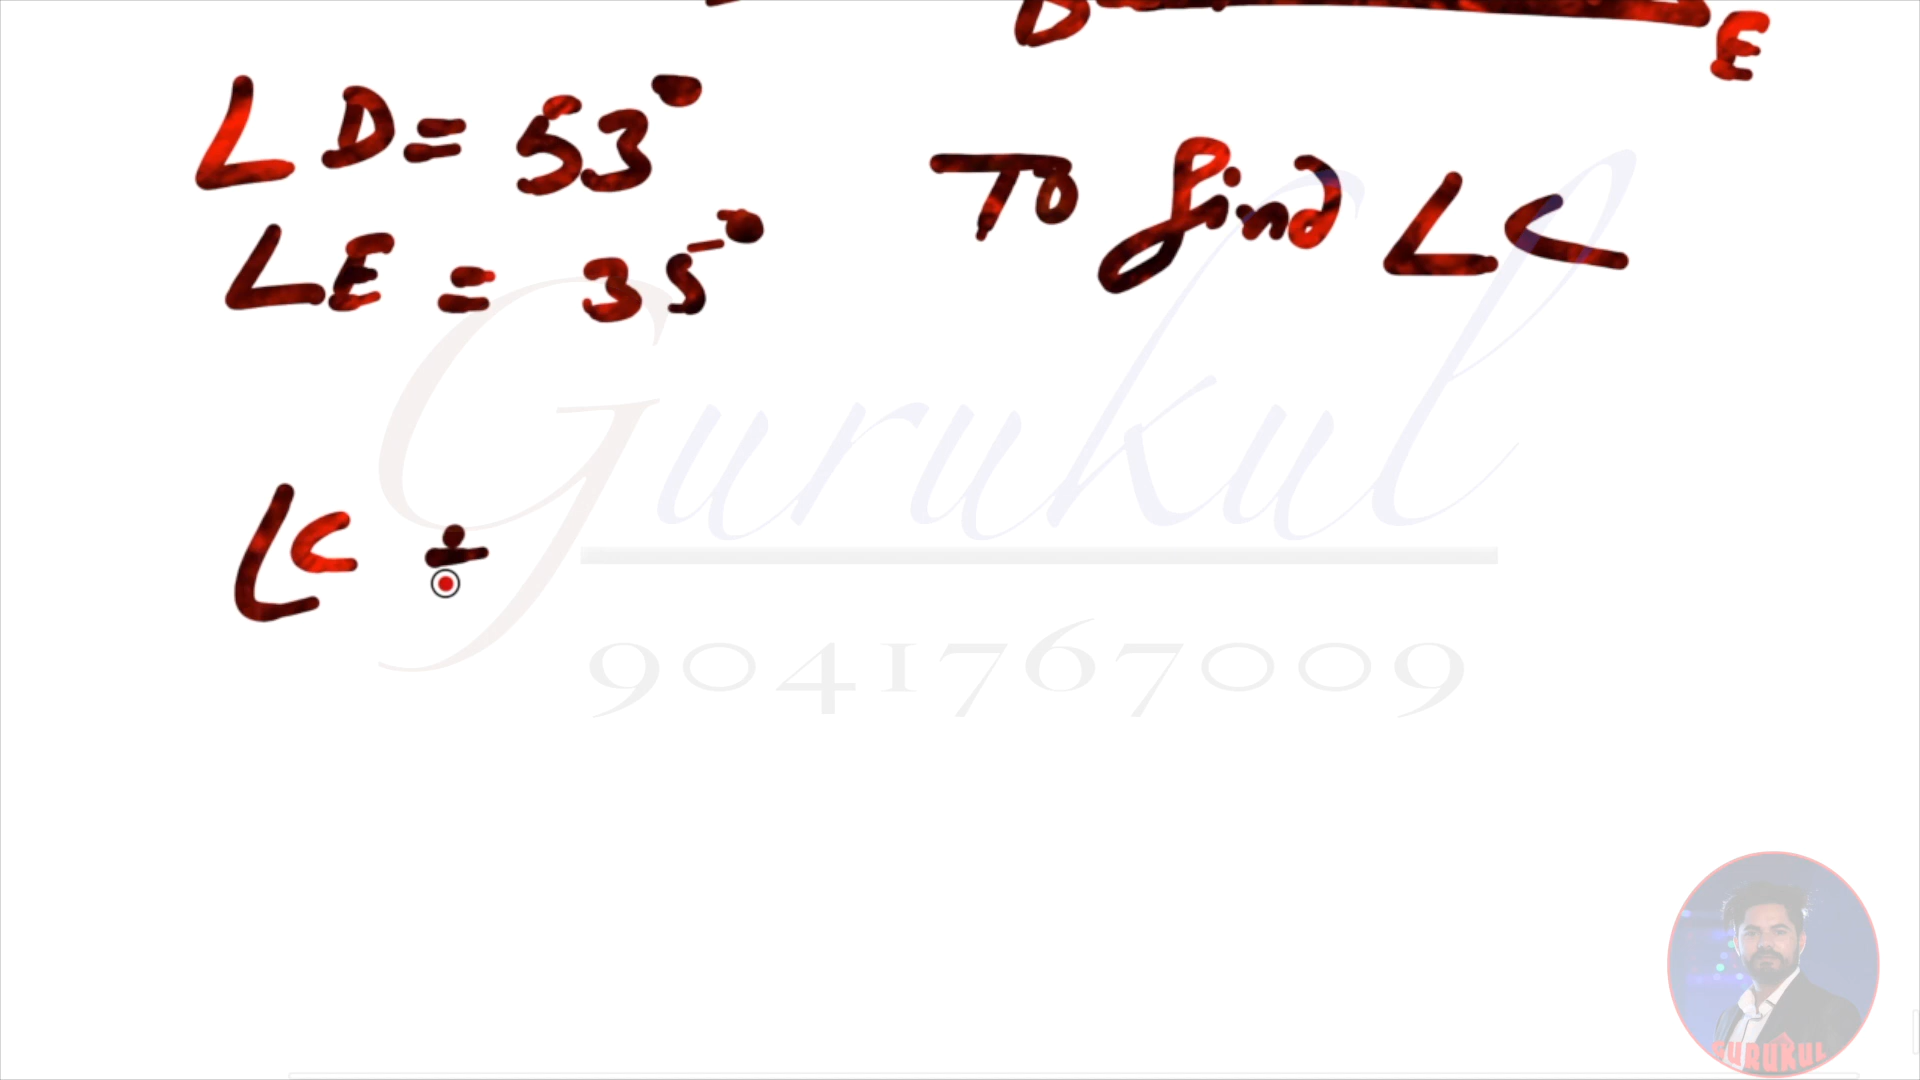 D E
∠D = 53°
∠E = 35°
To find ∠C
∠C ÷
Gurukul
9041767009
GURUKUL